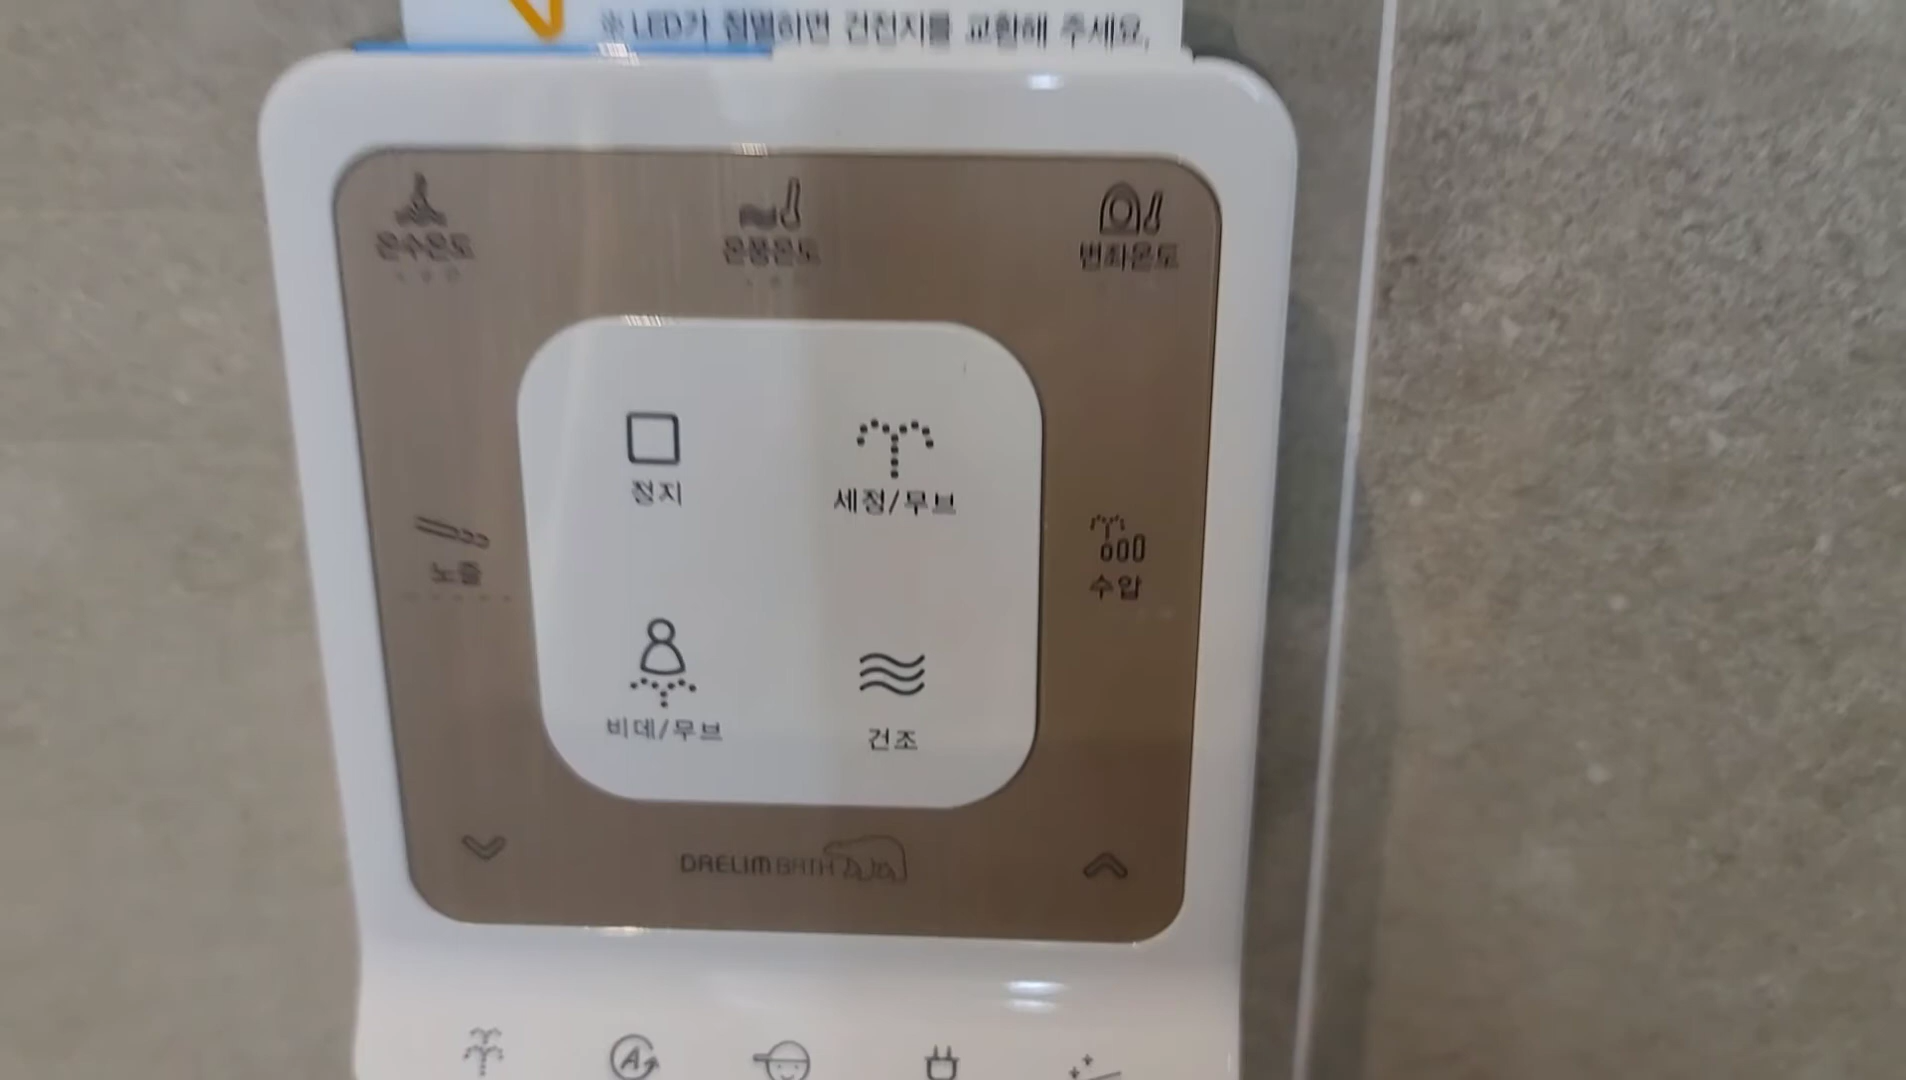 ※LED가 점멸하면 건전지를 교환해 주세요.
온수온도
온풍온도
변좌온도
정지
세정/무브
노즐
수압
비데/무브
건조
DAELIM BATH